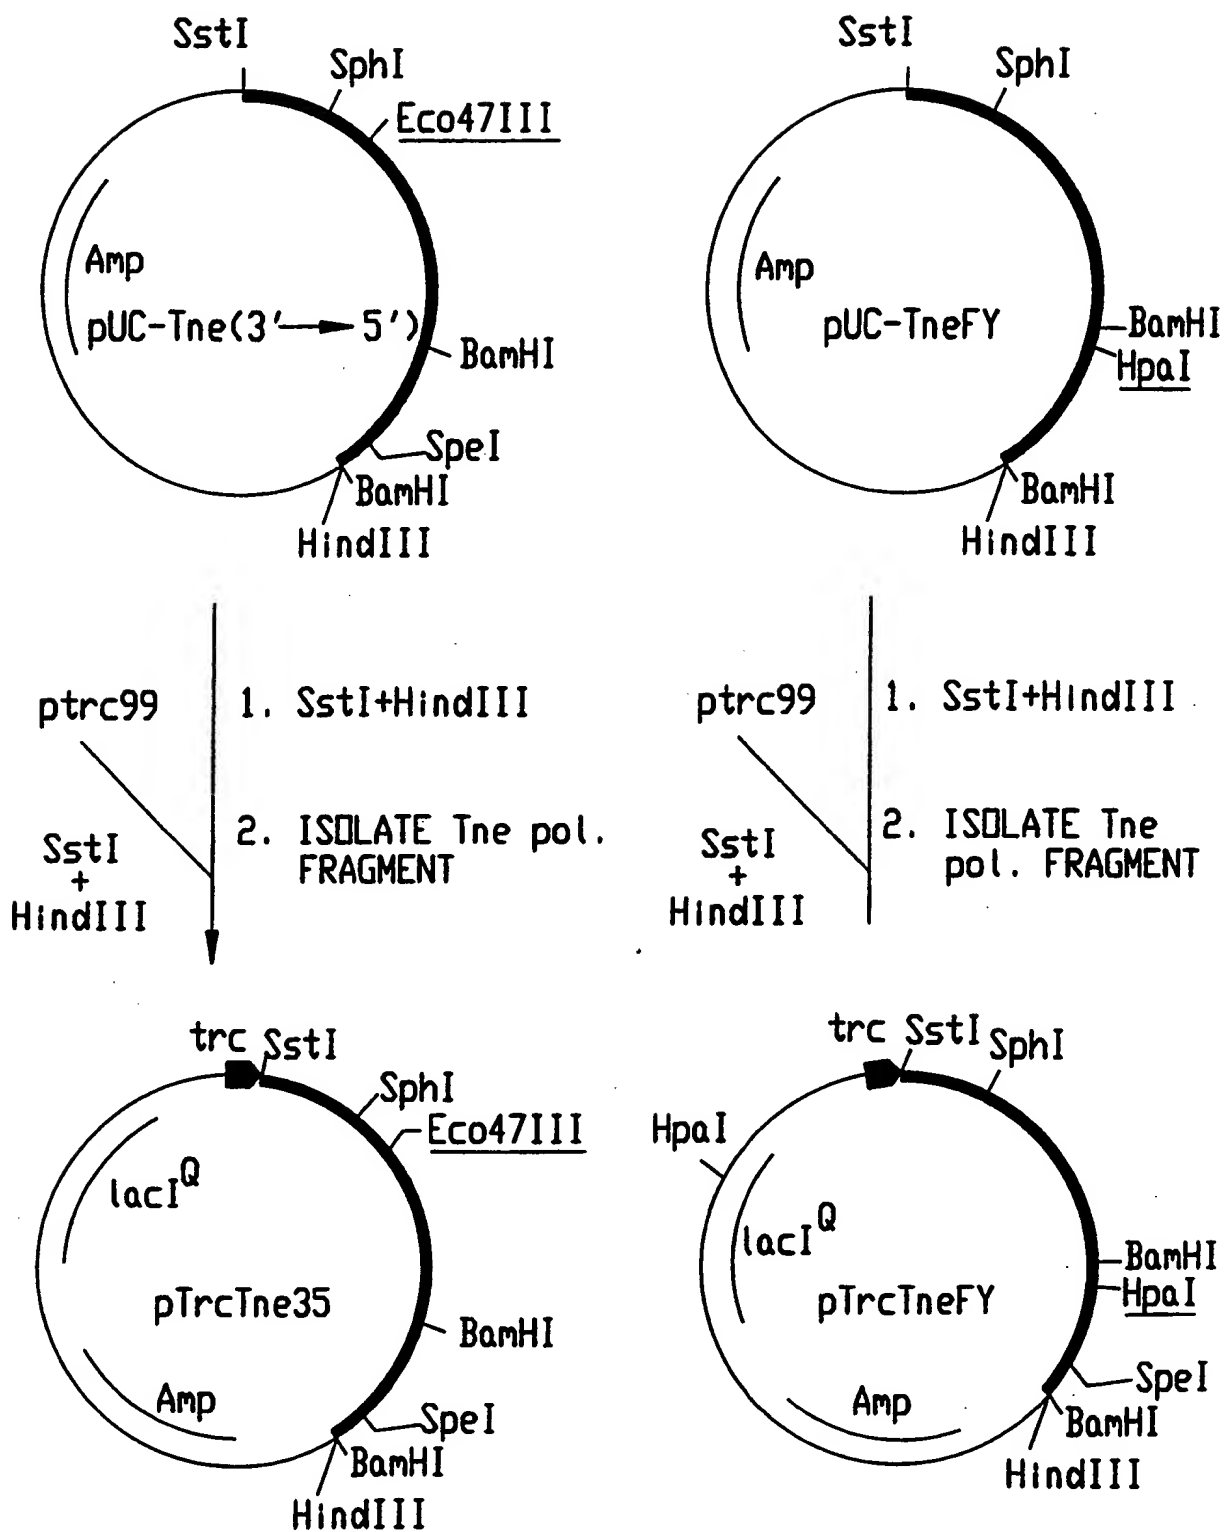 SstI
SphI
Eco47III
Amp
pUC-Tne(3′→5′)
BamHI
SpeI
BamHI
HindIII
SstI
SphI
Amp
pUC-TneFY
BamHI
HpaI
BamHI
HindIII
ptrc99
SstI
+
HindIII
1. SstI+HindIII
2. ISOLATE Tne pol.
FRAGMENT
ptrc99
SstI
+
HindIII
1. SstI+HindIII
2. ISOLATE Tne
pol. FRAGMENT
trc
SstI
SphI
Eco47III
lacI^Q
pTrcTne35
BamHI
Amp
SpeI
BamHI
HindIII
trc
SstI
SphI
HpaI
lacI^Q
BamHI
HpaI
pTrcTneFY
SpeI
Amp
BamHI
HindIII